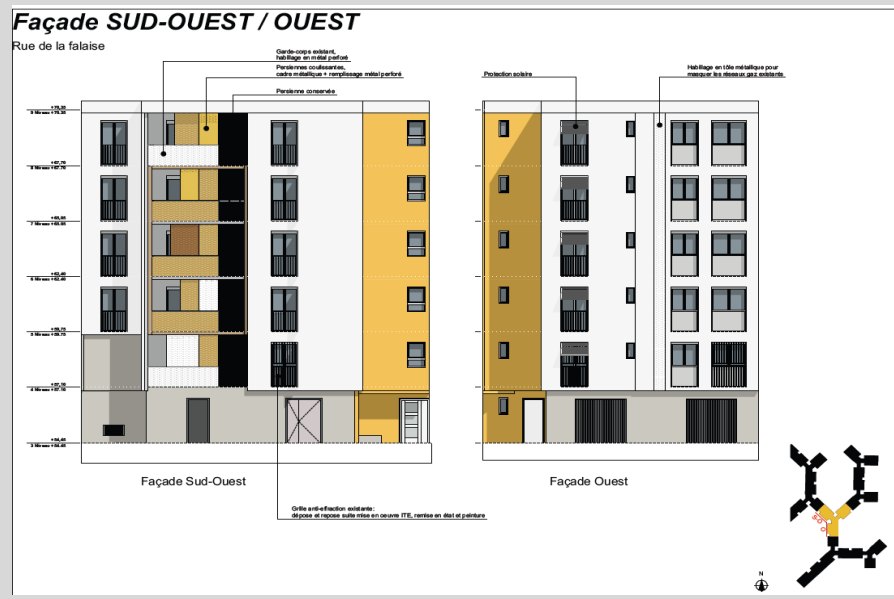 Façade SUD-OUEST / OUEST
Rue de la falaise
Garde-corps existant,
habillage en métal perforé
Persiennes coulissantes,
cadre métallique + remplissage métal perforé
Persienne conservée
Protection solaire
Habillage en tôle métallique pour
masquer les réseaux gaz existants
Façade Sud-Ouest
Façade Ouest
Grille anti-effraction existante:
dépose et repose suite mise en oeuvre ITE, remise en état et peinture
N